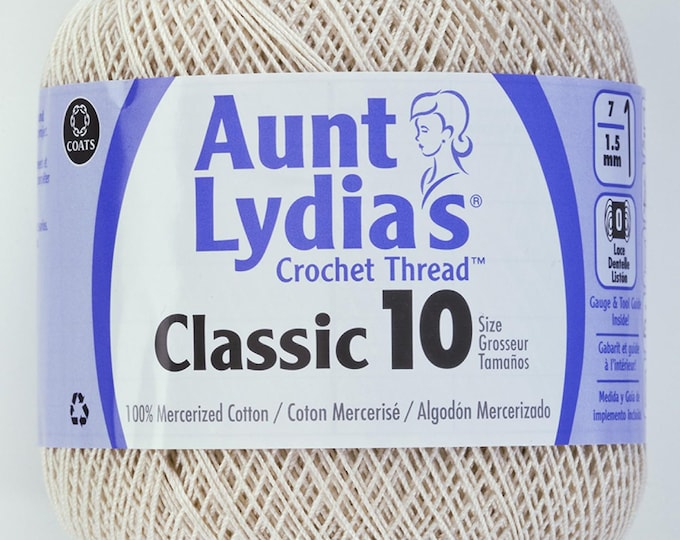 COATS
Aunt
Lydia's®
Crochet Thread™
Classic 10
Size
Grosseur
Tamaños
100% Mercerized Cotton / Coton Mercerisé / Algodón Mercerizado
7
1.5
mm
0
Lace
Dentelle
Listón
Gauge & Tool Guide
Inside!
Gabarit et guide
à l'intérieur!
Medida y Guía de
implemento